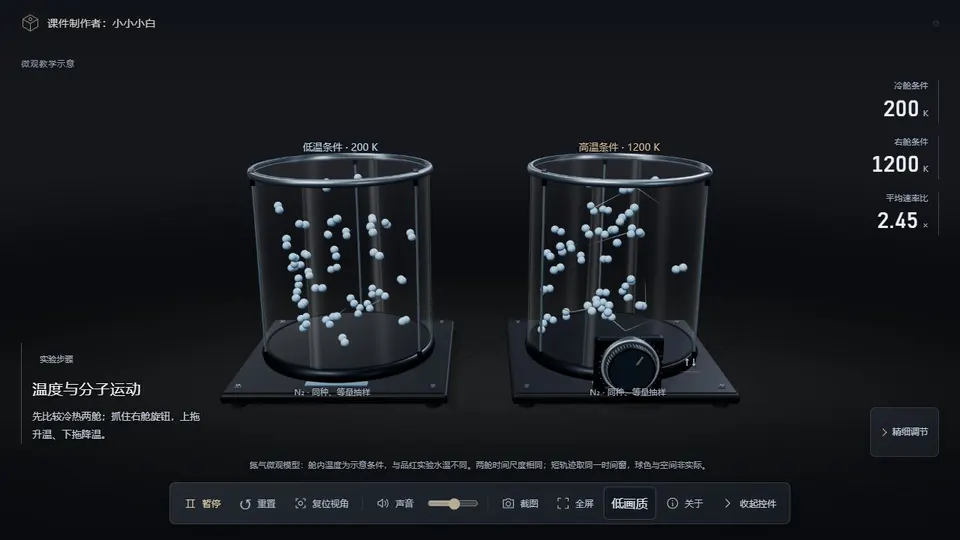 课件制作者：小小小白
微观教学示意
冷舱条件
200 K
右舱条件
1200 K
平均速率比
2.45 ×
低温条件 · 200 K
高温条件 · 1200 K
N₂ · 同种、等量抽样
N₂ · 同种、等量抽样
实验步骤
温度与分子运动
先比较冷热两舱；抓住右舱旋钮，上拖
升温、下拖降温。
精细调节
氮气微观模型：舱内温度为示意条件，与品红实验水温不同。两舱时间尺度相同；短轨迹取同一时间窗，球色与空间非实际。
暂停
重置
复位视角
声音
截图
全屏
低画质
关于
收起控件